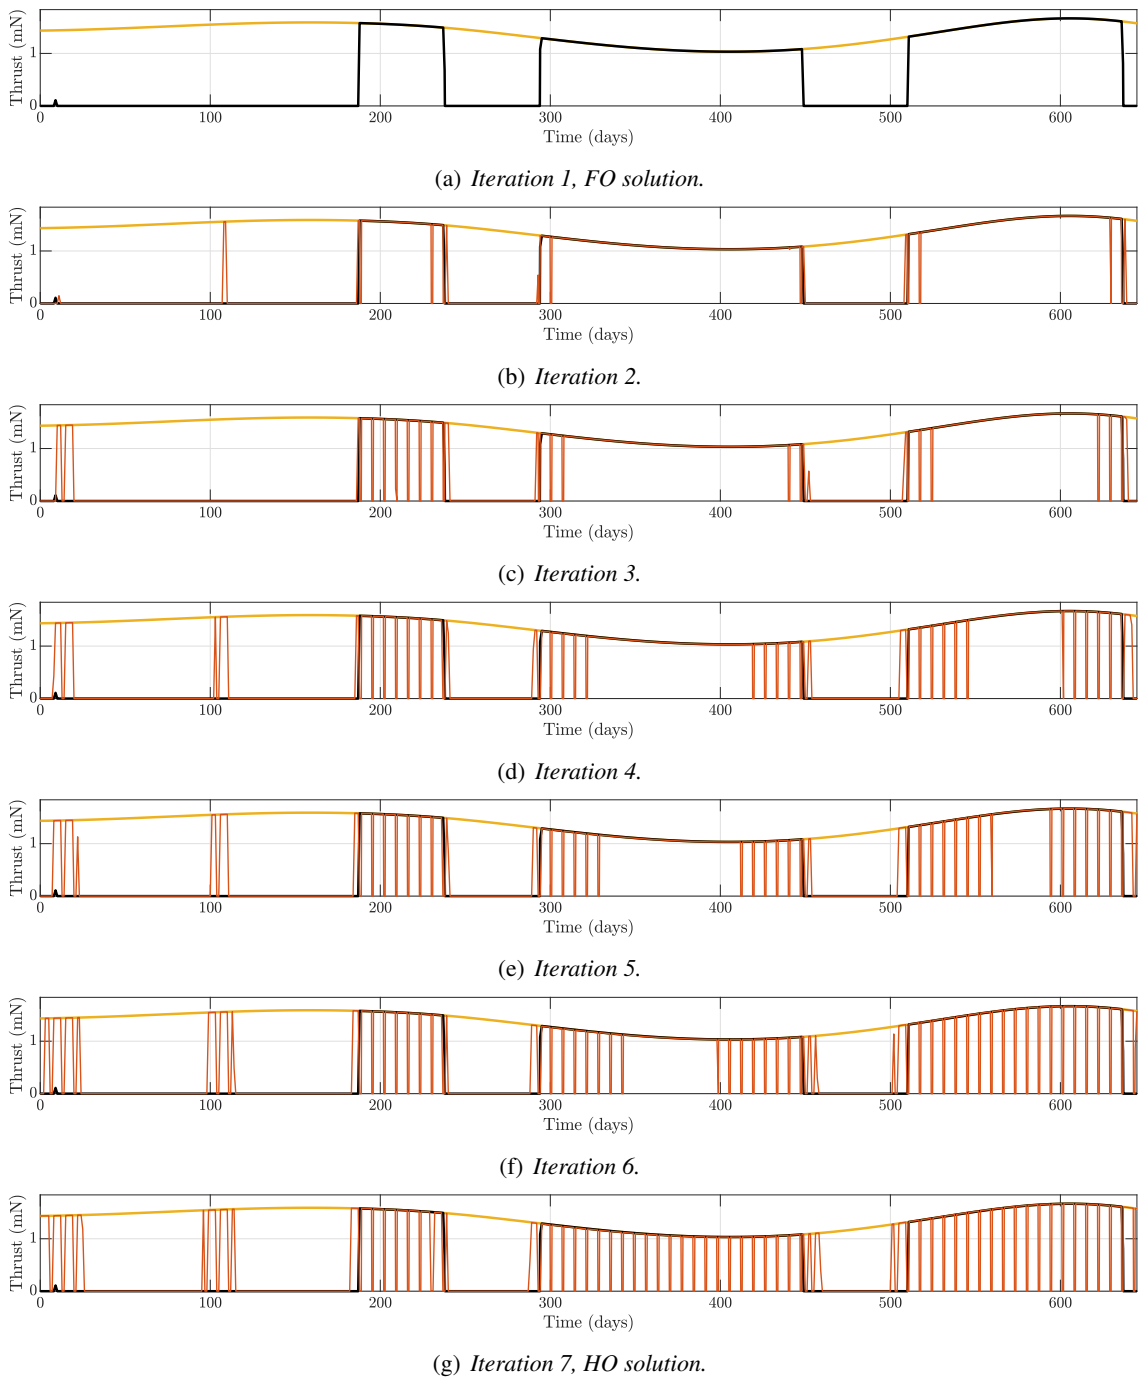 Thrust (mN)
1
0
0 100 200 300 400 500 600
Time (days)
(a) Iteration 1, FO solution.
Thrust (mN)
1
0
0 100 200 300 400 500 600
Time (days)
(b) Iteration 2.
Thrust (mN)
1
0
0 100 200 300 400 500 600
Time (days)
(c) Iteration 3.
Thrust (mN)
1
0
0 100 200 300 400 500 600
Time (days)
(d) Iteration 4.
Thrust (mN)
1
0
0 100 200 300 400 500 600
Time (days)
(e) Iteration 5.
Thrust (mN)
1
0
0 100 200 300 400 500 600
Time (days)
(f) Iteration 6.
Thrust (mN)
1
0
0 100 200 300 400 500 600
Time (days)
(g) Iteration 7, HO solution.